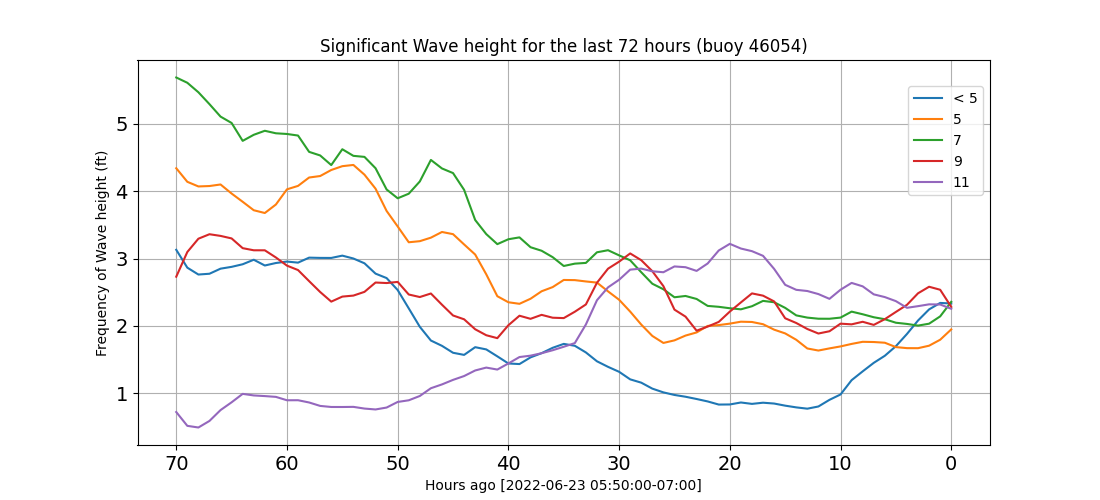 Significant Wave height for the last 72 hours (buoy 46054)
Frequency of Wave height (ft)
5
4
3
2
1
< 5
5
7
9
11
70 60 50 40 30 20 10 0
Hours ago [2022-06-23 05:50:00-07:00]